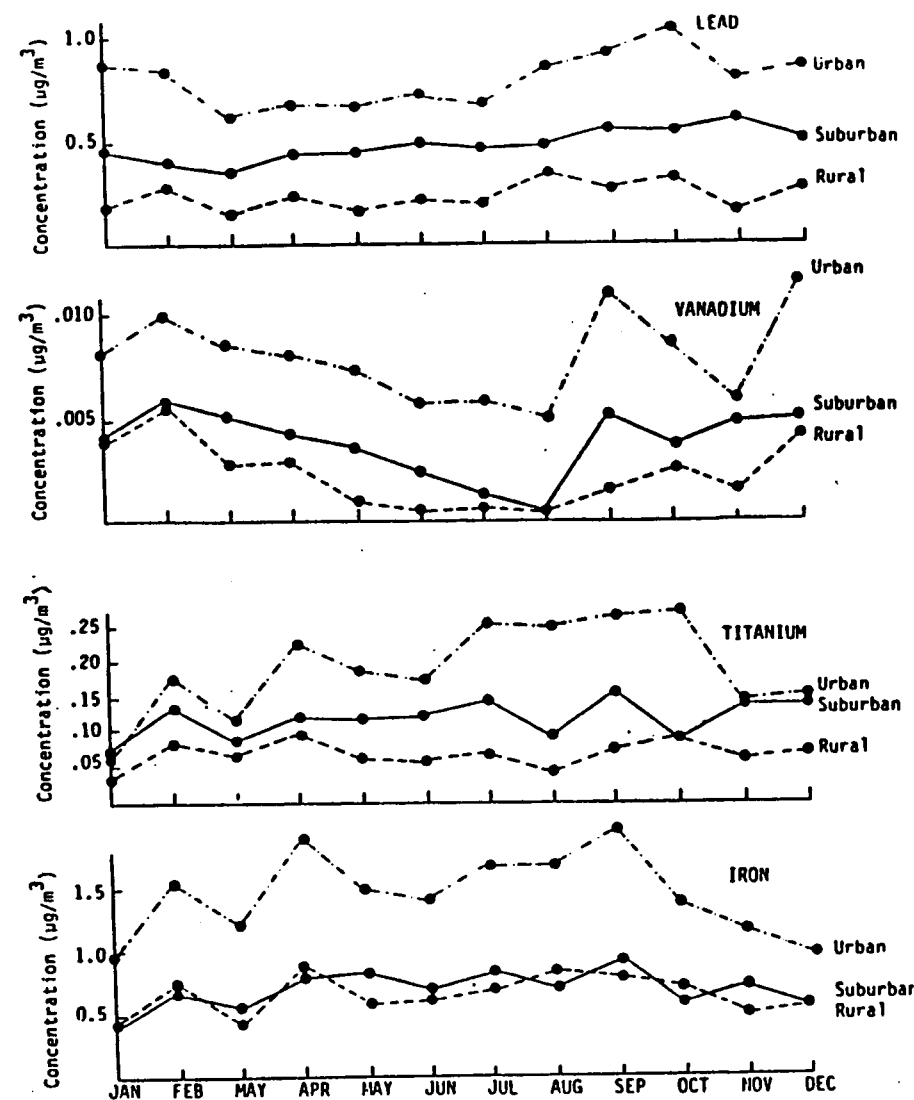 LEAD
Concentration (µg/m³)
1.0
0.5
Urban
Suburban
Rural
VANADIUM
Concentration (µg/m³)
.010
.005
Urban
Suburban
Rural
TITANIUM
Concentration (µg/m³)
.25
.20
.15
.10
.05
Urban
Suburban
Rural
IRON
Concentration (µg/m³)
1.5
1.0
0.5
Urban
Suburban
Rural
JAN FEB MAY APR MAY JUN JUL AUG SEP OCT NOV DEC